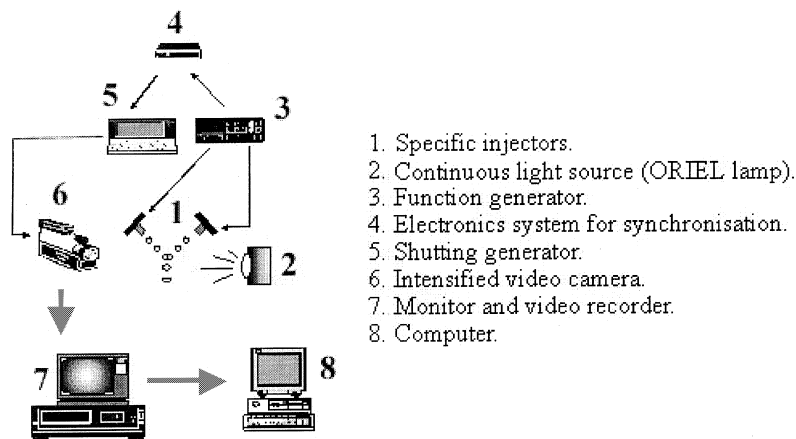 4
5
3
6
1
2
7
8
1. Specific injectors.
2. Continuous light source (ORIEL lamp).
3. Function generator.
4. Electronics system for synchronisation.
5. Shutting generator.
6. Intensified video camera.
7. Monitor and video recorder.
8. Computer.